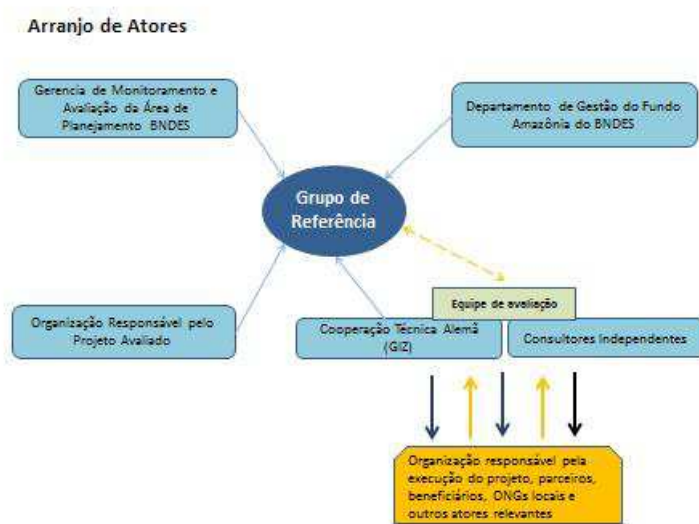 Arranjo de Atores
Gerencia de Monitoramento e
Avaliação da Área de
Planejamento BNDES
Departamento de Gestão do Fundo
Amazônia do BNDES
Grupo de
Referência
Equipe de avaliação
Organização Responsável pelo
Projeto Avaliado
Cooperação Técnica Alemã
(GIZ)
Consultores Independentes
Organização responsável pela
execução do projeto, parceiros,
beneficiários, ONGs locais e
outros atores relevantes